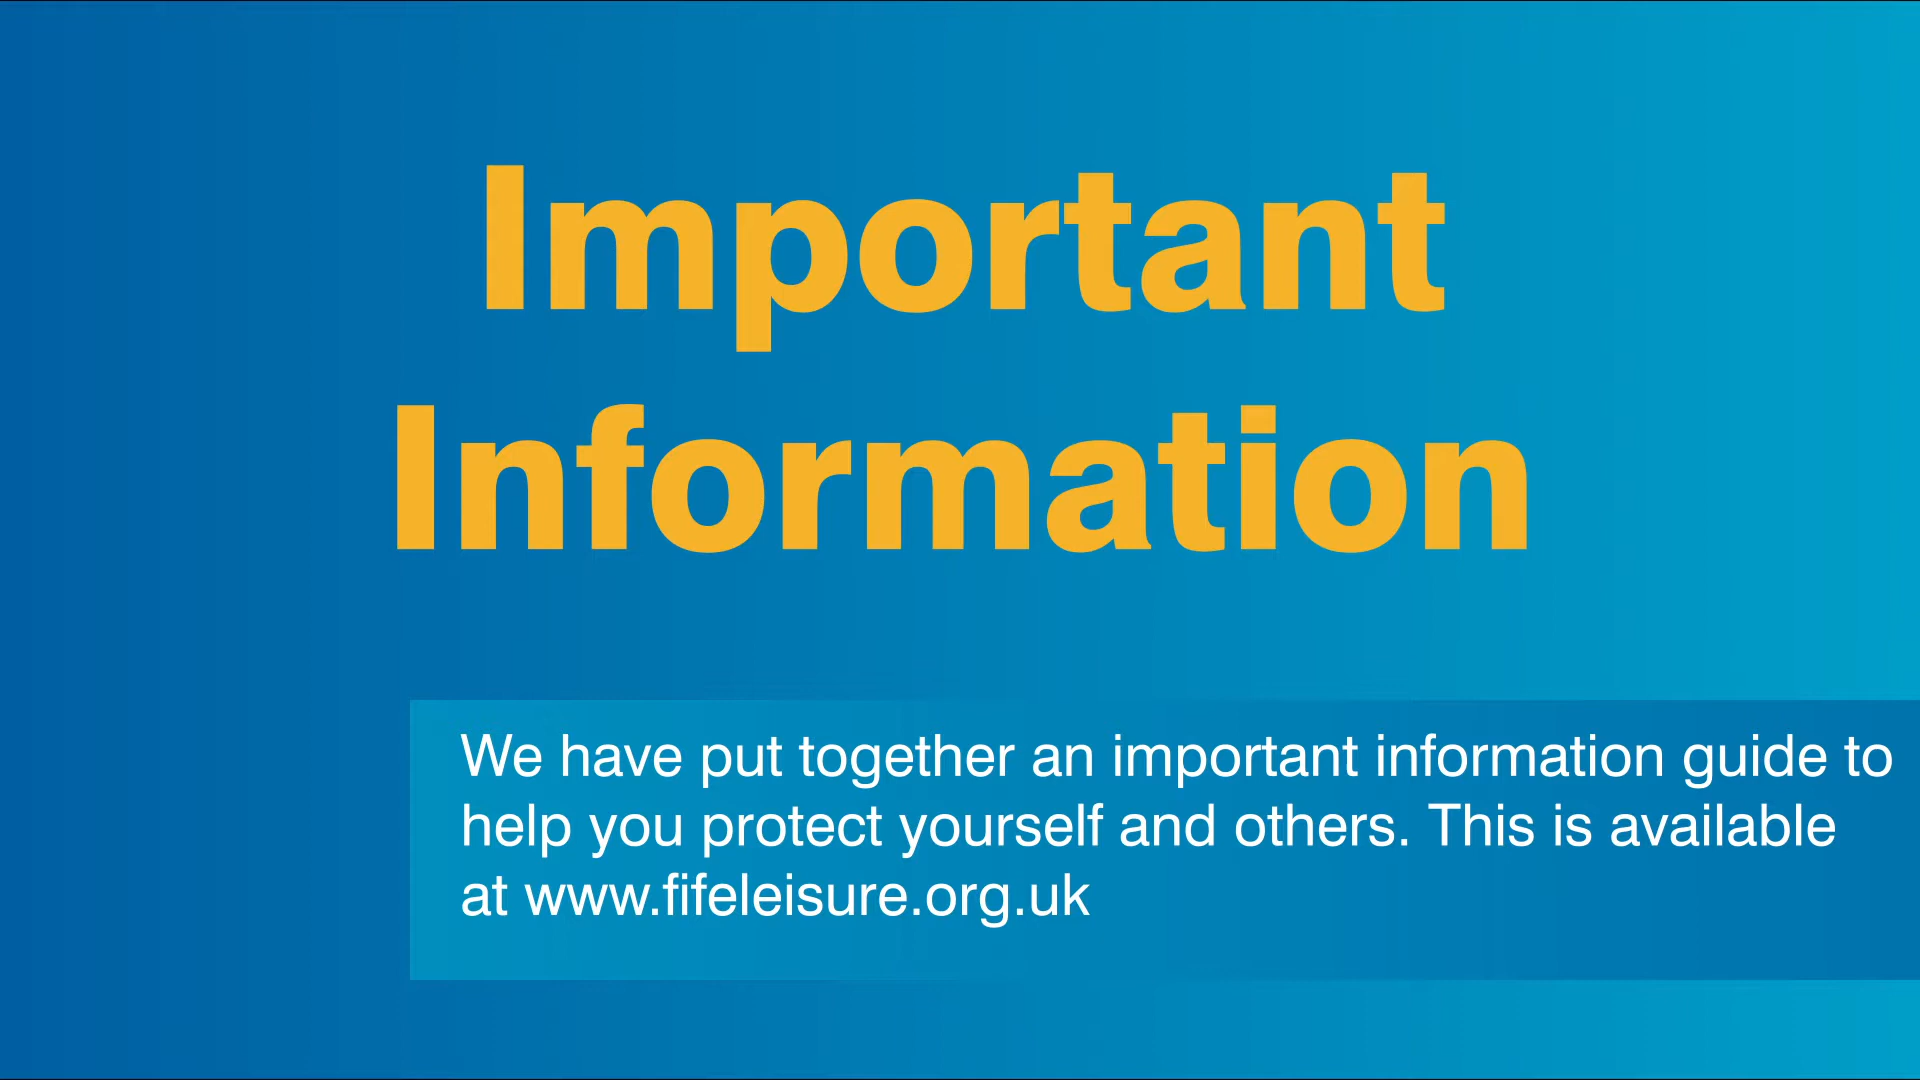 Important
Information
We have put together an important information guide to
help you protect yourself and others. This is available
at www.fifeleisure.org.uk